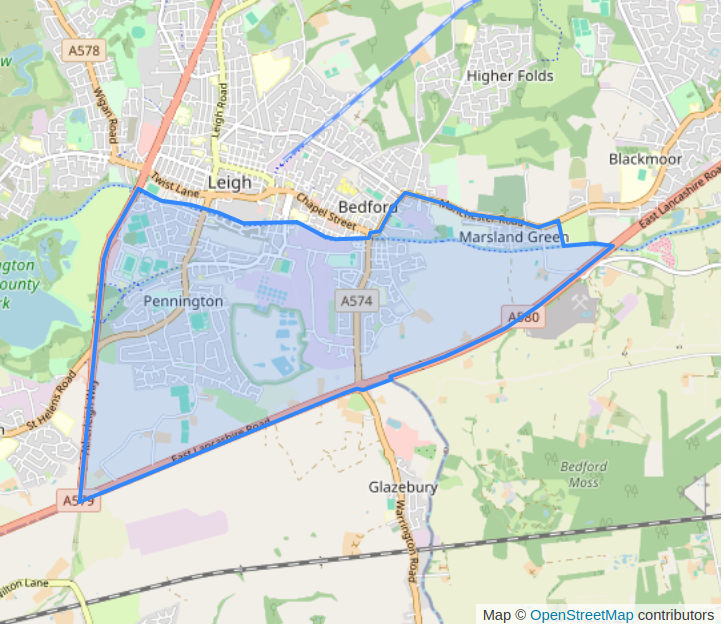 A578
Higher Folds
Wigan Road
Leigh Road
Blackmoor
Twist Lane
Leigh
East Lancashire Road
Chapel Street
Bedford
Manchester Road
Marsland Green
ington
County
rk
Pennington
A574
A580
St Helens Road
Atherleigh Way
East Lancashire Road
Bedford
Moss
Glazebury
A579
Warrington Road
Wilton Lane
Map © OpenStreetMap contributors